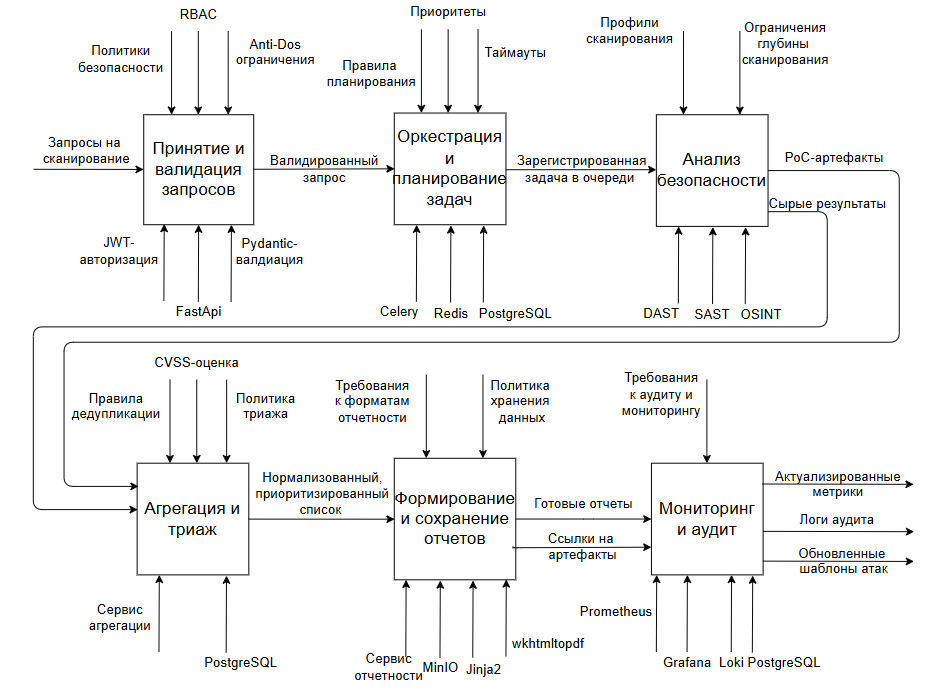 RBAC
Политики
безопасности
Anti-Dos
ограничения
Запросы на
сканирование
Принятие и
валидация
запросов
JWT-
авторизация
FastApi
Pydantic-
валдиация
Валидированный
запрос
Приоритеты
Правила
планирования
Таймауты
Оркестрация
и
планирование
задач
Celery
Redis
PostgreSQL
Зарегистрированная
задача в очереди
Профили
сканирования
Ограничения
глубины
сканирования
Анализ
безопасности
DAST
SAST
OSINT
PoC-артефакты
Сырые результаты
CVSS-оценка
Правила
дедупликации
Политика
триажа
Агрегация и
триаж
Сервис
агрегации
PostgreSQL
Нормализованный,
приоритизированный
список
Требования
к форматам
отчетности
Политика
хранения
данных
Формирование
и сохранение
отчетов
Сервис
отчетности
MinIO
Jinja2
wkhtmltopdf
Готовые отчеты
Ссылки на
артефакты
Требования
к аудиту и
мониторингу
Мониторинг
и аудит
Prometheus
Grafana
Loki
PostgreSQL
Актуализированные
метрики
Логи аудита
Обновленные
шаблоны атак